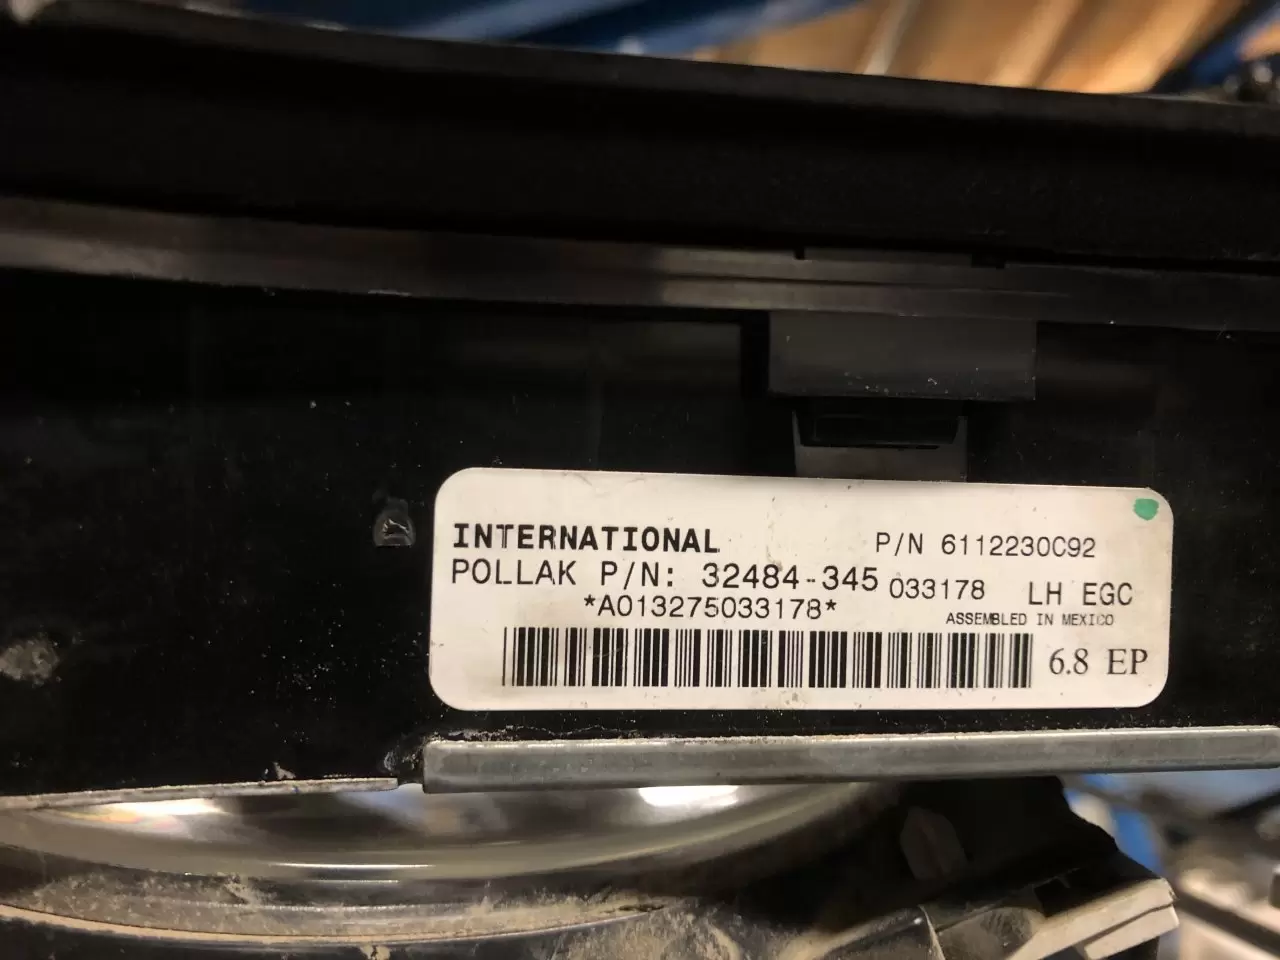 INTERNATIONAL P/N 6112230C92
POLLAK P/N: 32484-345 033178 LH EGC
*A013275033178* ASSEMBLED IN MEXICO
6.8 EP